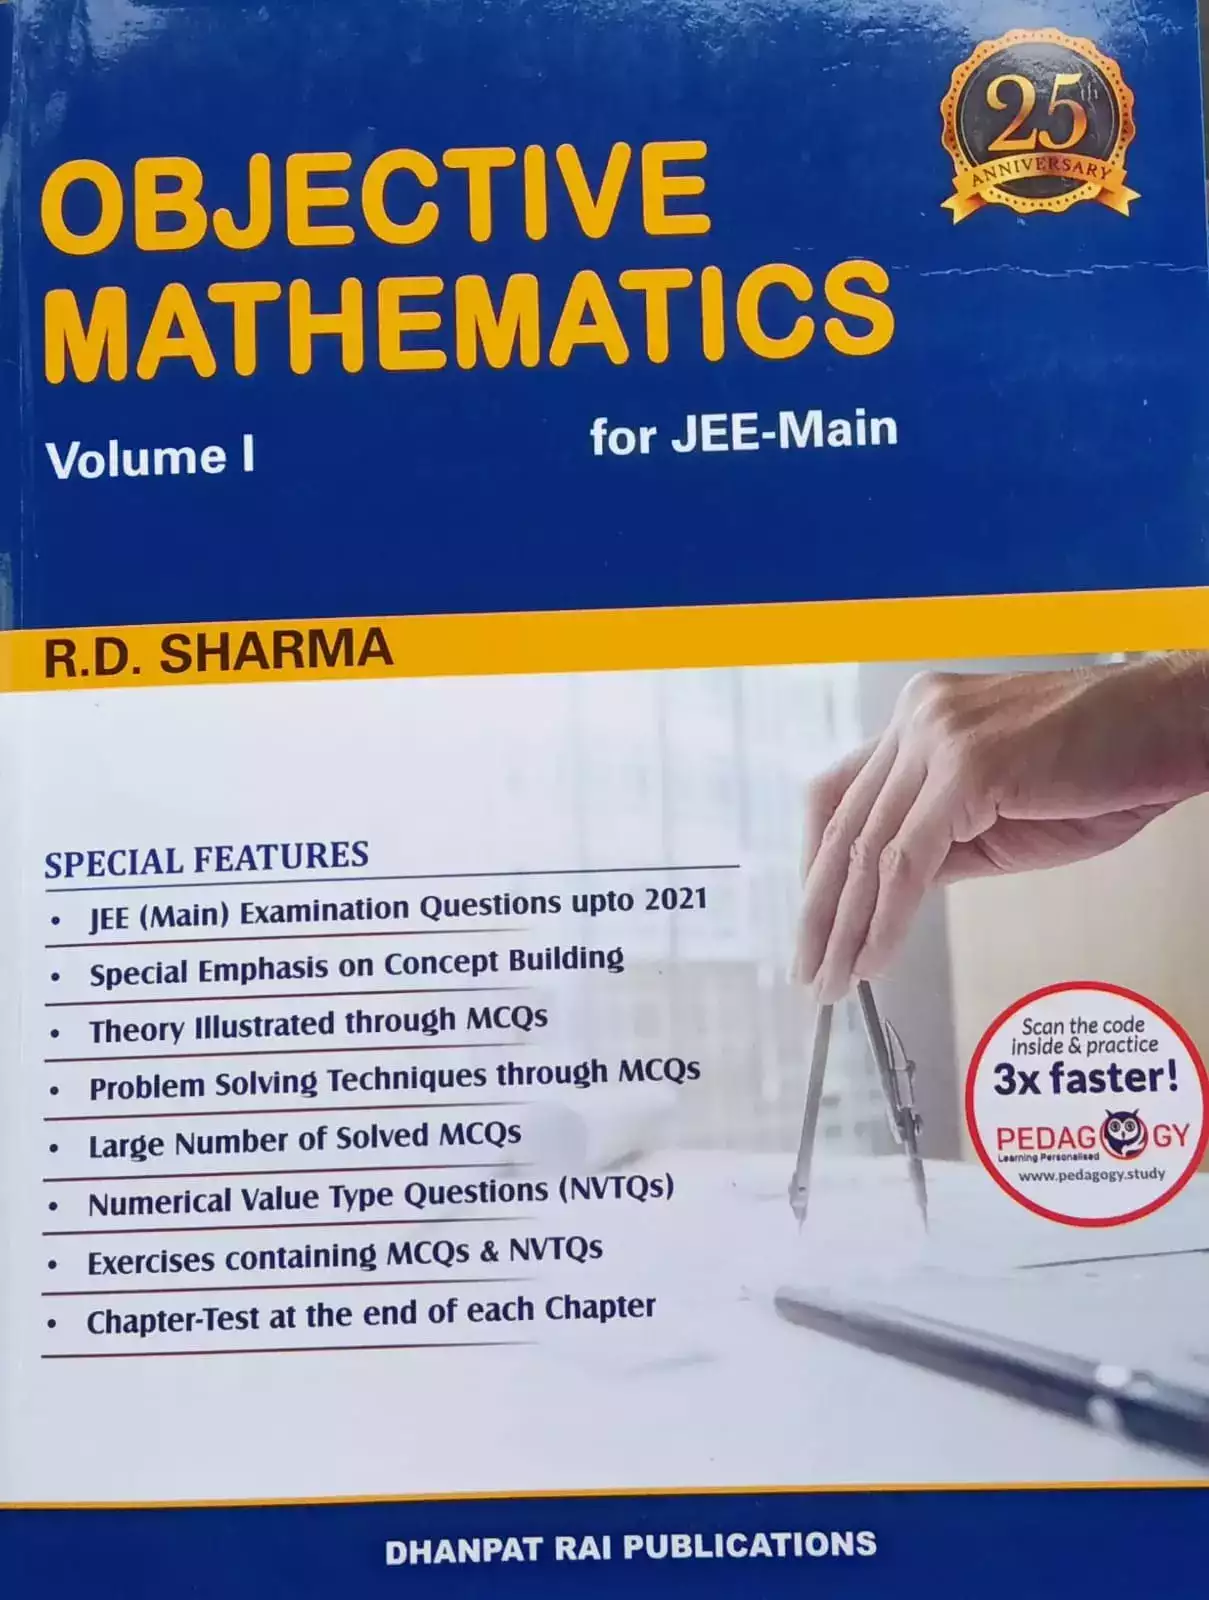 25th
ANNIVERSARY
OBJECTIVE
MATHEMATICS
Volume I for JEE-Main
R.D. SHARMA
SPECIAL FEATURES
• JEE (Main) Examination Questions upto 2021
• Special Emphasis on Concept Building
• Theory Illustrated through MCQs
• Problem Solving Techniques through MCQs
• Large Number of Solved MCQs
• Numerical Value Type Questions (NVTQs)
• Exercises containing MCQs & NVTQs
• Chapter-Test at the end of each Chapter
Scan the code
inside & practice
3x faster!
PEDAGOGY
Learning Personalised
www.pedagogy.study
DHANPAT RAI PUBLICATIONS